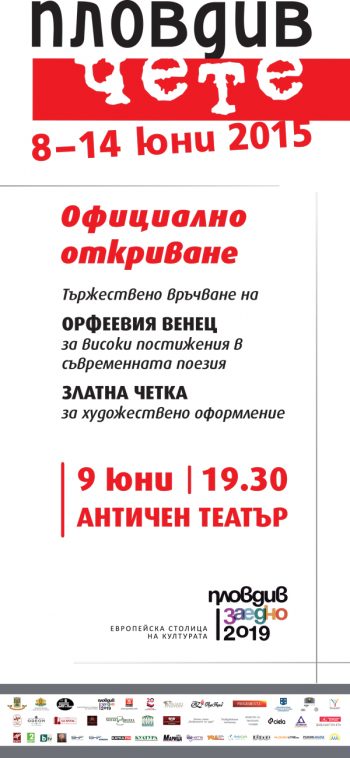 пловдив
чете
8–14 юни 2015
Официално
откриване
Тържествено връчване на
ОРФЕЕВИЯ ВЕНЕЦ
за високи постижения в
съвременната поезия
ЗЛАТНА ЧЕТКА
за художествено оформление
9 юни | 19.30
АНТИЧЕН ТЕАТЪР
пловдив
заедно
2019
ЕВРОПЕЙСКА СТОЛИЦА
НА КУЛТУРАТА